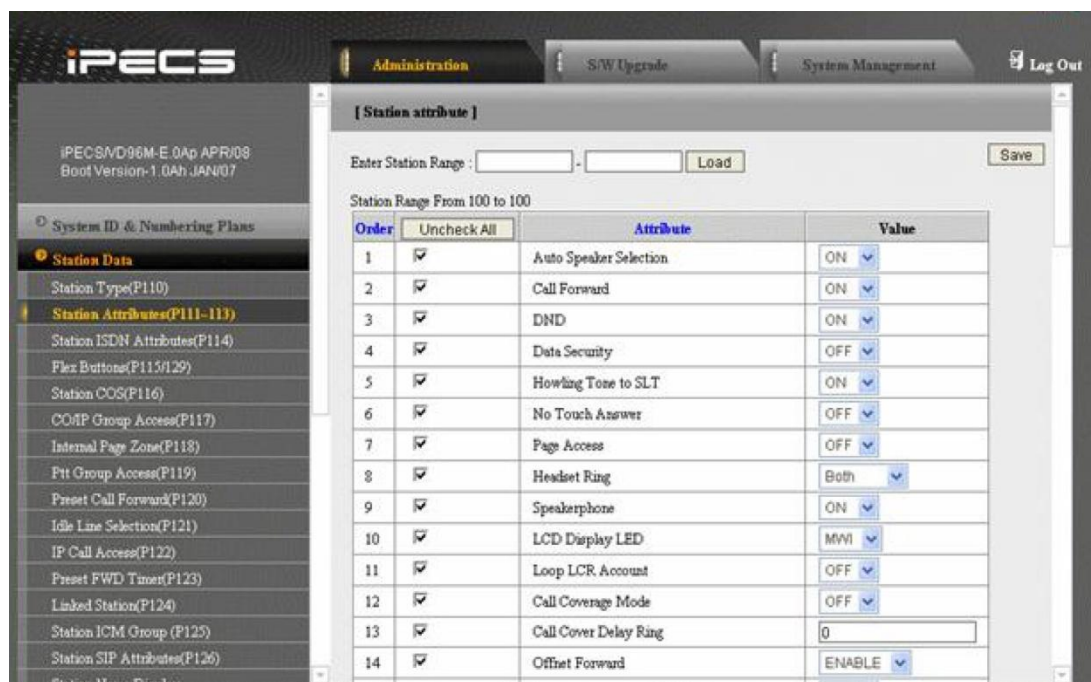 iPECS
Administration
S/W Upgrade
System Management
Log Out
iPECS/VD96M-E.0Ap APR/08
Boot Version-1.0Ah JAN/07
System ID & Numbering Plans
Station Data
Station Type(P110)
Station Attributes(P111~113)
Station ISDN Attributes(P114)
Flex Buttons(P115/129)
Station COS(P116)
CO/IP Group Access(P117)
Internal Page Zone(P118)
Ptt Group Access(P119)
Preset Call Forward(P120)
Idle Line Selection(P121)
IP Call Access(P122)
Preset FWD Timer(P123)
Linked Station(P124)
Station ICM Group (P125)
Station SIP Attributes(P126)
[ Station attribute ]
Enter Station Range : - Load Save
Station Range From 100 to 100
Order Uncheck All Attribute Value
1 Auto Speaker Selection ON
2 Call Forward ON
3 DND ON
4 Data Security OFF
5 Howling Tone to SLT ON
6 No Touch Answer OFF
7 Page Access OFF
8 Headset Ring Both
9 Speakerphone ON
10 LCD Display LED MWI
11 Loop LCR Account OFF
12 Call Coverage Mode OFF
13 Call Cover Delay Ring 0
14 Offnet Forward ENABLE